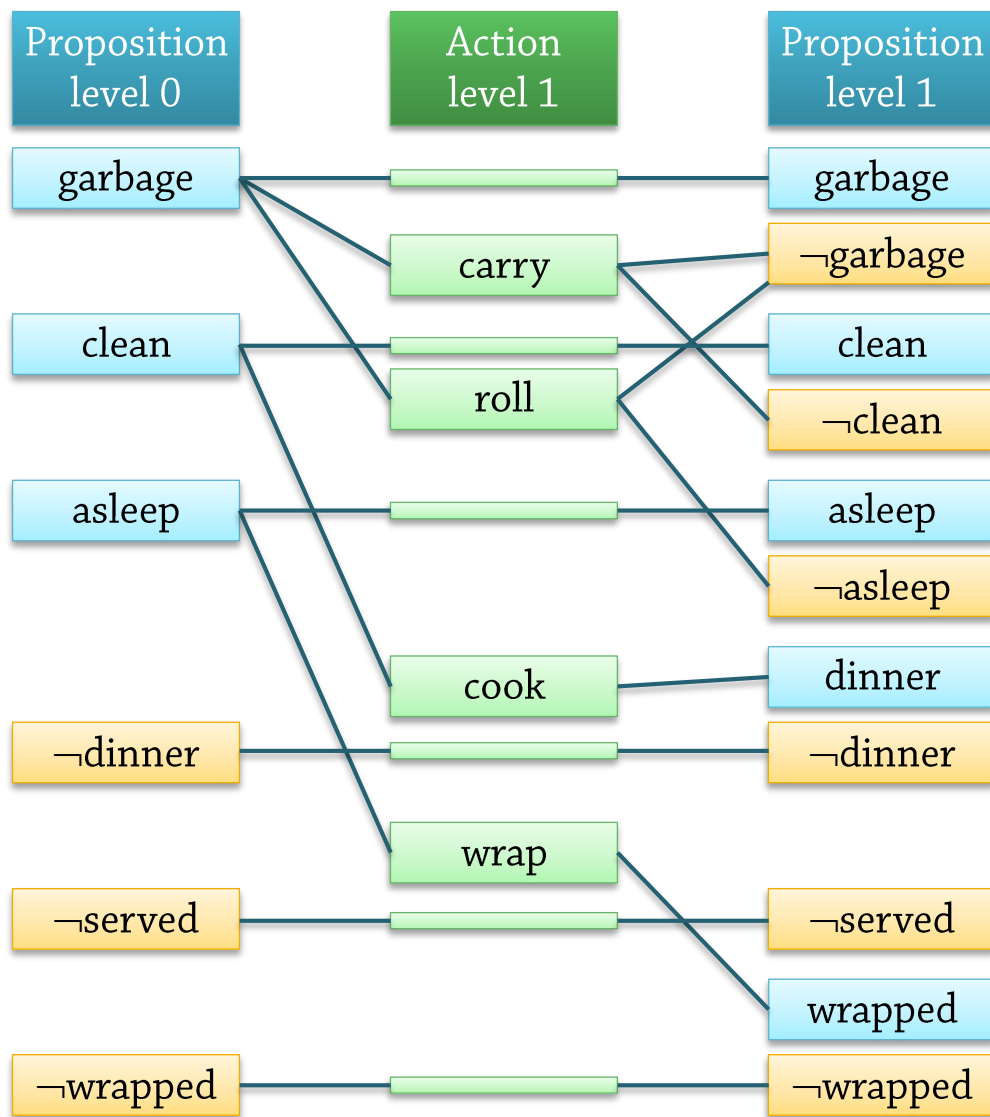 Proposition
level 0
Action
level 1
Proposition
level 1
garbage
garbage
carry
¬garbage
clean
clean
roll
¬clean
asleep
asleep
¬asleep
cook
dinner
¬dinner
¬dinner
wrap
¬served
¬served
wrapped
¬wrapped
¬wrapped